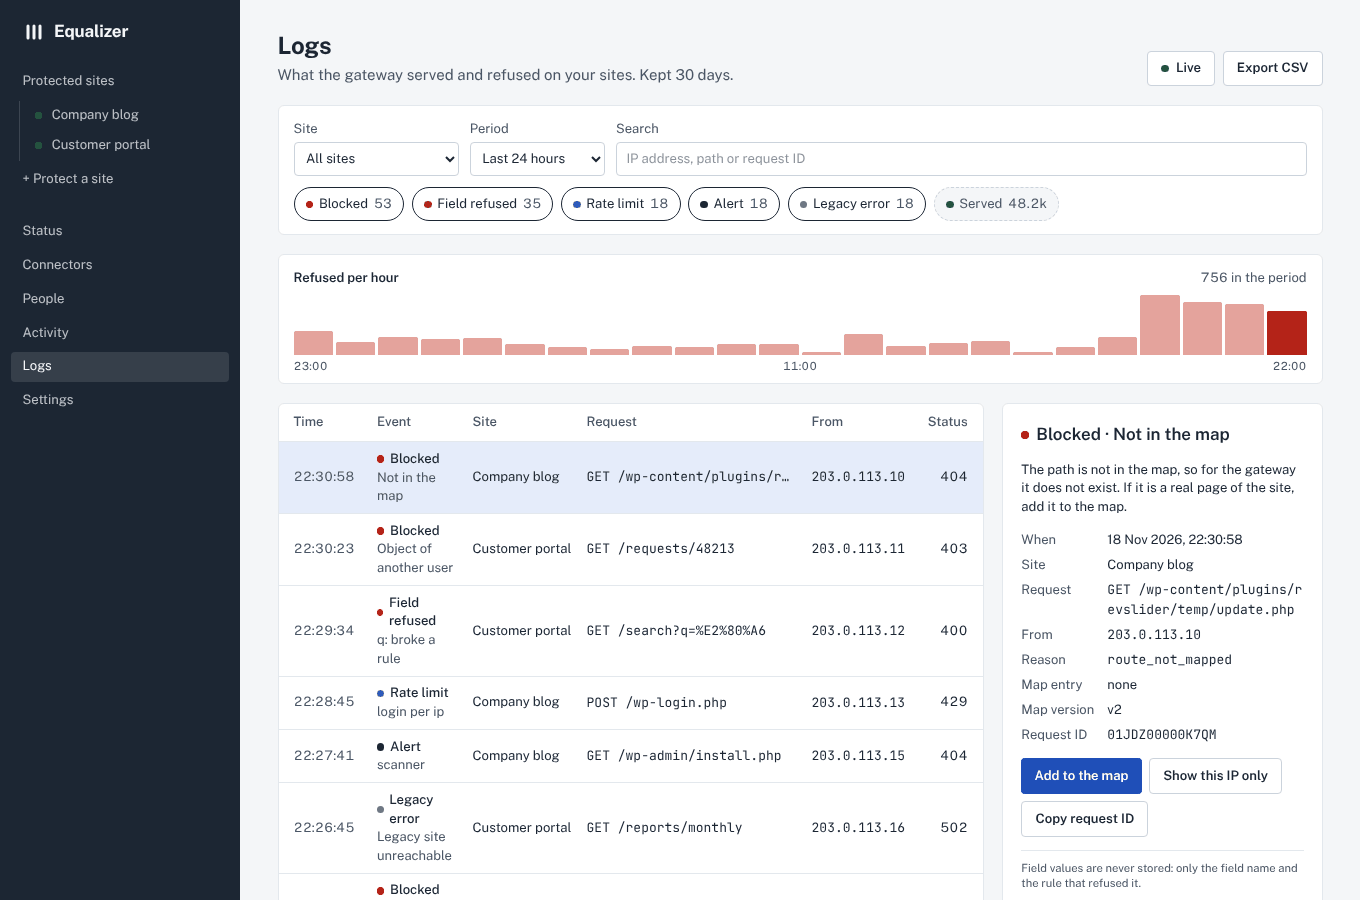 Equalizer
Protected sites
Company blog
Customer portal
+ Protect a site
Status
Connectors
People
Activity
Logs
Settings
Logs
What the gateway served and refused on your sites. Kept 30 days.
Live
Export CSV
Site
Period
Search
All sites
Last 24 hours
IP address, path or request ID
Blocked 53
Field refused 35
Rate limit 18
Alert 18
Legacy error 18
Served 48.2k
Refused per hour
756 in the period
23:00
11:00
22:00
Time Event Site Request From Status
22:30:58
Blocked
Not in the
map
Company blog
GET /wp-content/plugins/r…
203.0.113.10
404
22:30:23
Blocked
Object of
another user
Customer portal
GET /requests/48213
203.0.113.11
403
22:29:34
Field
refused
q: broke a
rule
Customer portal
GET /search?q=%E2%80%A6
203.0.113.12
400
22:28:45
Rate limit
login per ip
Company blog
POST /wp-login.php
203.0.113.13
429
22:27:41
Alert
scanner
Company blog
GET /wp-admin/install.php
203.0.113.15
404
22:26:45
Legacy
error
Legacy site
unreachable
Customer portal
GET /reports/monthly
203.0.113.16
502
Blocked
Blocked · Not in the map
The path is not in the map, so for the gateway
it does not exist. If it is a real page of the site,
add it to the map.
When 18 Nov 2026, 22:30:58
Site Company blog
Request GET /wp-content/plugins/r
evslider/temp/update.php
From 203.0.113.10
Reason route_not_mapped
Map entry none
Map version v2
Request ID 01JDZ00000K7QM
Add to the map
Show this IP only
Copy request ID
Field values are never stored: only the field name and
the rule that refused it.